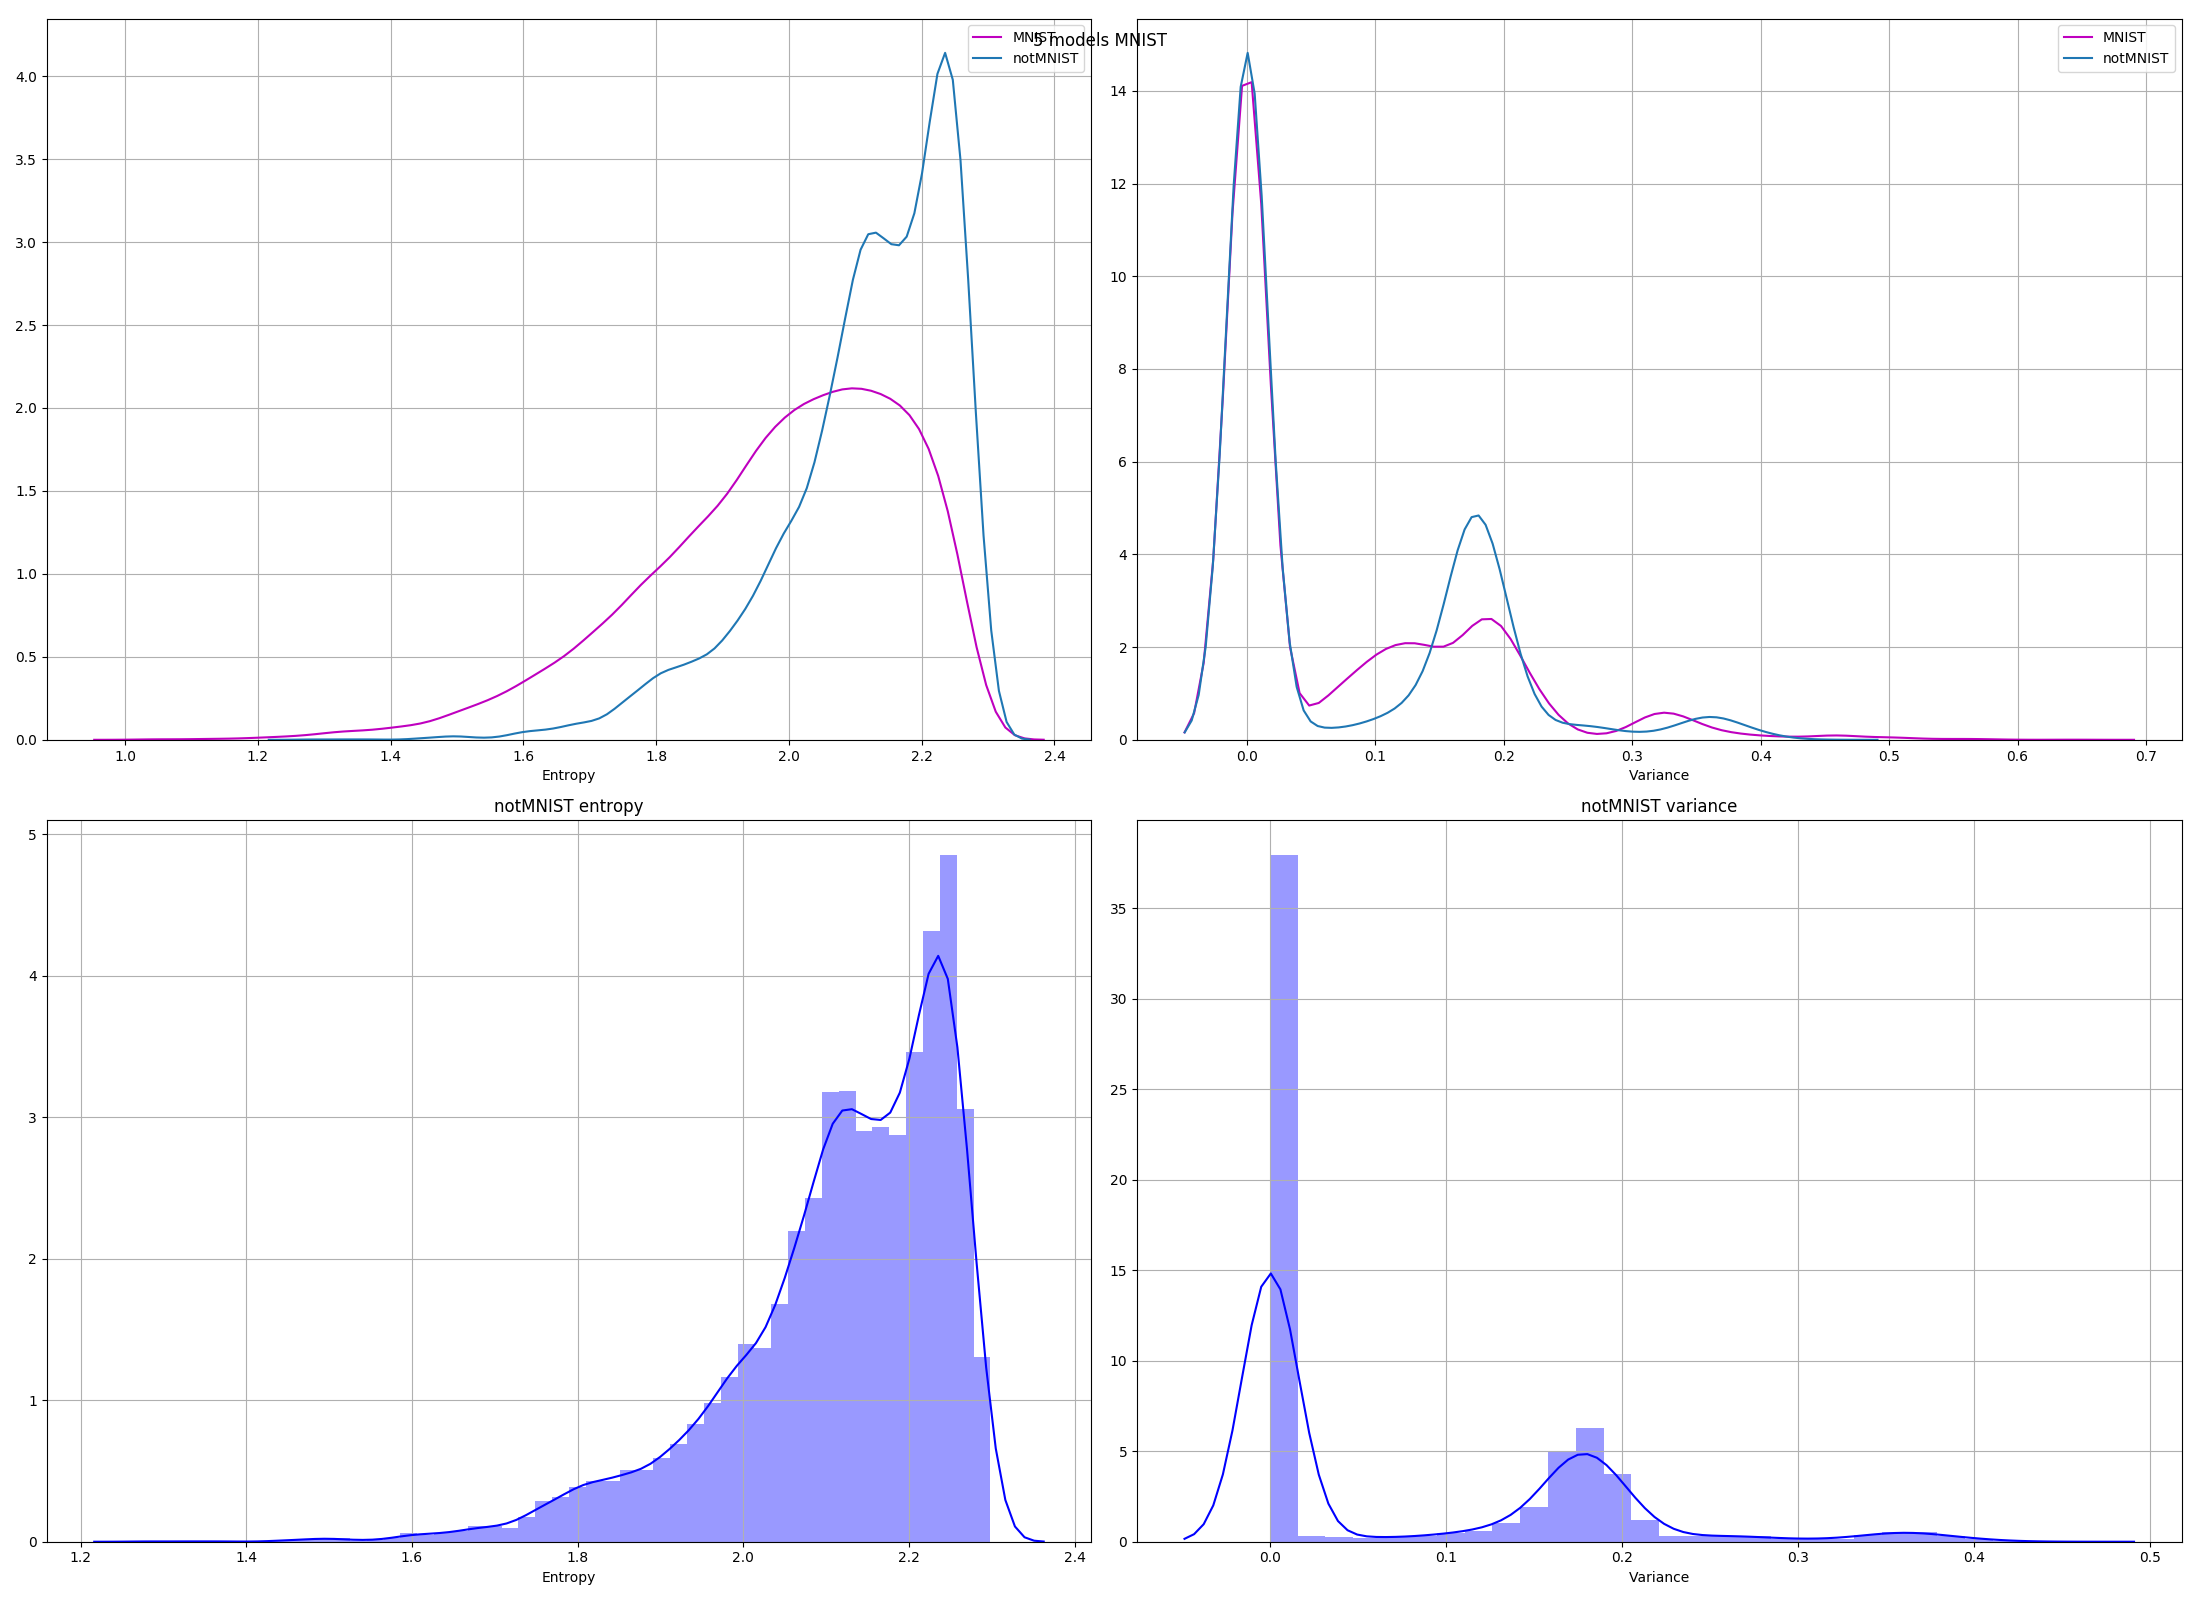 5 models MNIST
MNIST
notMNIST
4.0
3.5
3.0
2.5
2.0
1.5
1.0
0.5
0.0
1.0 1.2 1.4 1.6 1.8 2.0 2.2 2.4
Entropy
MNIST
notMNIST
14
12
10
8
6
4
2
0
0.0 0.1 0.2 0.3 0.4 0.5 0.6 0.7
Variance
notMNIST entropy
5
4
3
2
1
0
1.2 1.4 1.6 1.8 2.0 2.2 2.4
Entropy
notMNIST variance
35
30
25
20
15
10
5
0
0.0 0.1 0.2 0.3 0.4 0.5
Variance